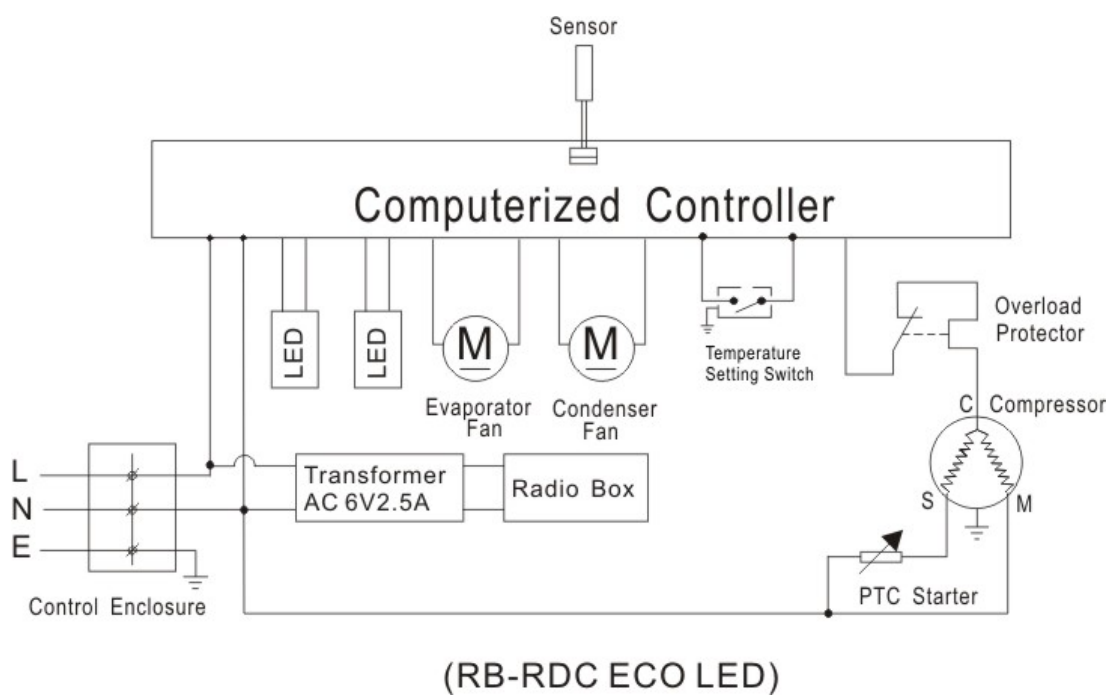 Sensor
Computerized Controller
LED
LED
M
Evaporator
Fan
M
Condenser
Fan
Temperature
Setting Switch
Overload
Protector
C Compressor
S
M
PTC Starter
L
N
E
Control Enclosure
Transformer
AC 6V2.5A
Radio Box
(RB-RDC ECO LED)